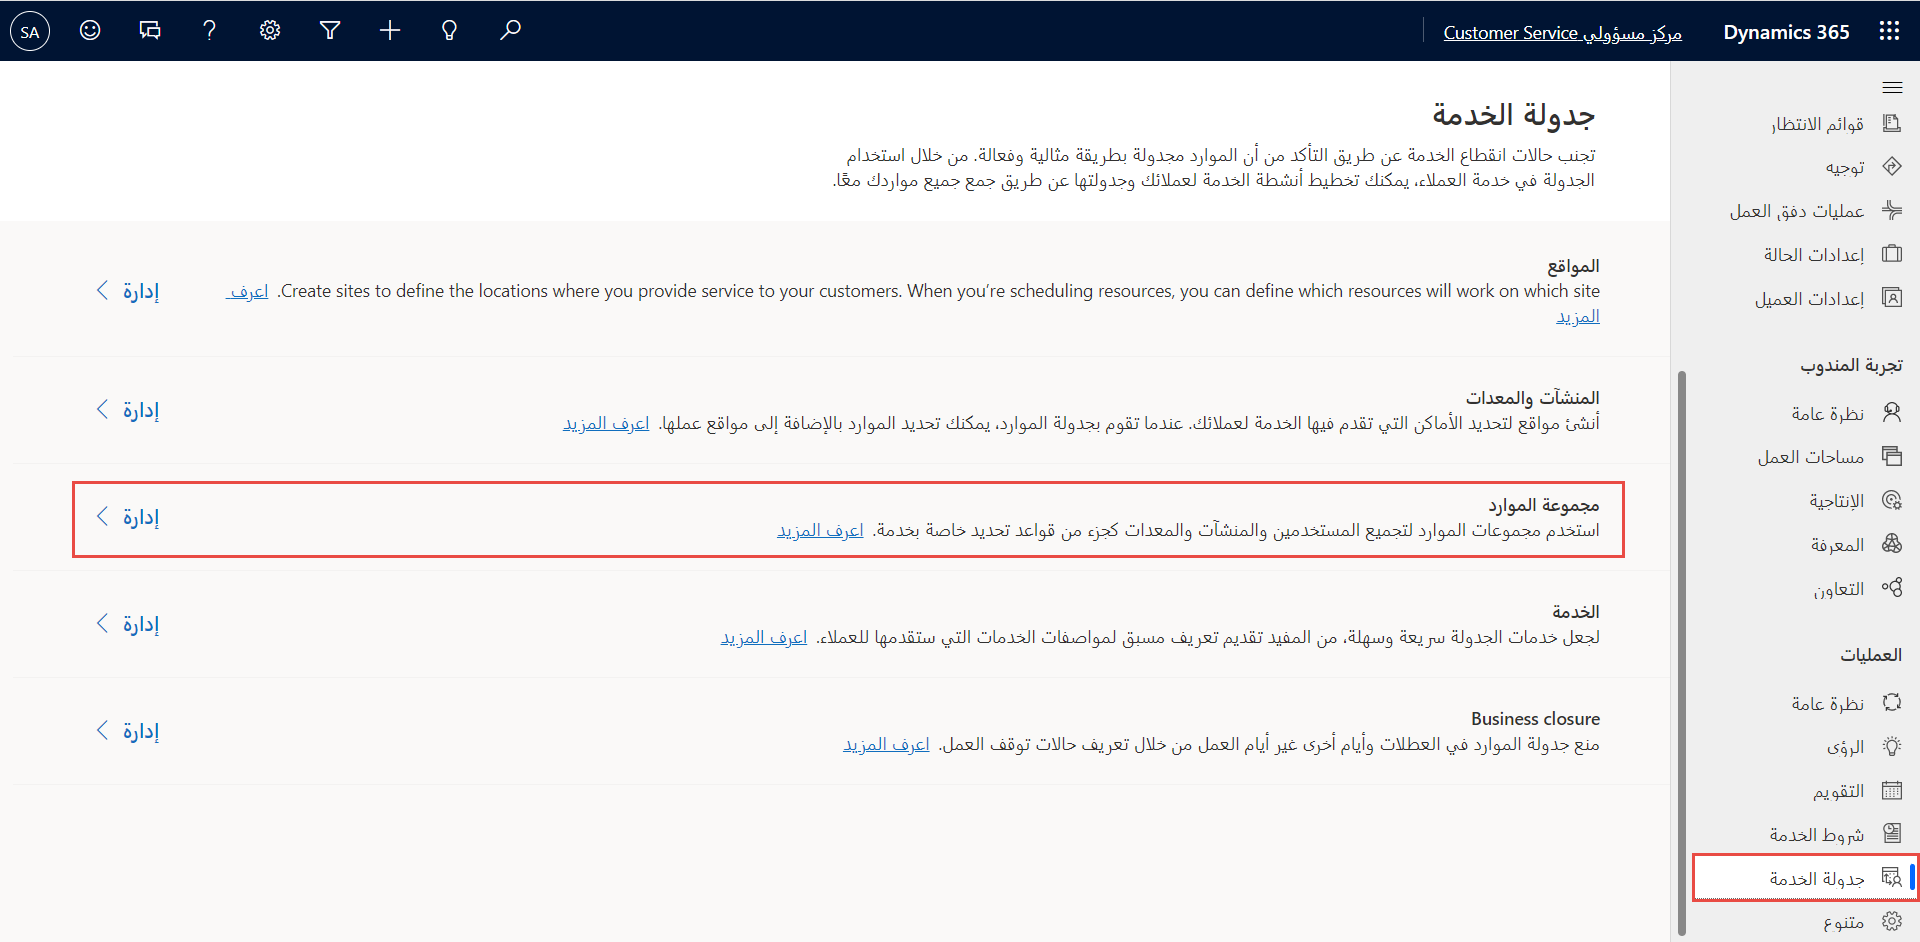 Dynamics 365
مركز مسؤولي Customer Service
SA
قوائم الانتظار
توجيه
عمليات دفق العمل
إعدادات الحالة
إعدادات العميل
تجربة المندوب
نظرة عامة
مساحات العمل
الإنتاجية
المعرفة
التعاون
العمليات
نظرة عامة
الرؤى
التقويم
شروط الخدمة
جدولة الخدمة
متنوع
جدولة الخدمة
تجنب حالات انقطاع الخدمة عن طريق التأكد من أن الموارد مجدولة بطريقة مثالية وفعالة. من خلال استخدام
الجدولة في خدمة العملاء، يمكنك تخطيط أنشطة الخدمة لعملائك وجدولتها عن طريق جمع جميع مواردك معًا.
المواقع
Create sites to define the locations where you provide service to your customers. When you’re scheduling resources, you can define which resources will work on which site. اعرف
المزيد
إدارة
المنشآت والمعدات
أنشئ مواقع لتحديد الأماكن التي تقدم فيها الخدمة لعملائك. عندما تقوم بجدولة الموارد، يمكنك تحديد الموارد بالإضافة إلى مواقع عملها. اعرف المزيد
إدارة
مجموعة الموارد
استخدم مجموعات الموارد لتجميع المستخدمين والمنشآت والمعدات كجزء من قواعد تحديد خاصة بخدمة. اعرف المزيد
إدارة
الخدمة
لجعل خدمات الجدولة سريعة وسهلة، من المفيد تقديم تعريف مسبق لمواصفات الخدمات التي ستقدمها للعملاء. اعرف المزيد
إدارة
Business closure
منع جدولة الموارد في العطلات وأيام أخرى غير أيام العمل من خلال تعريف حالات توقف العمل. اعرف المزيد
إدارة